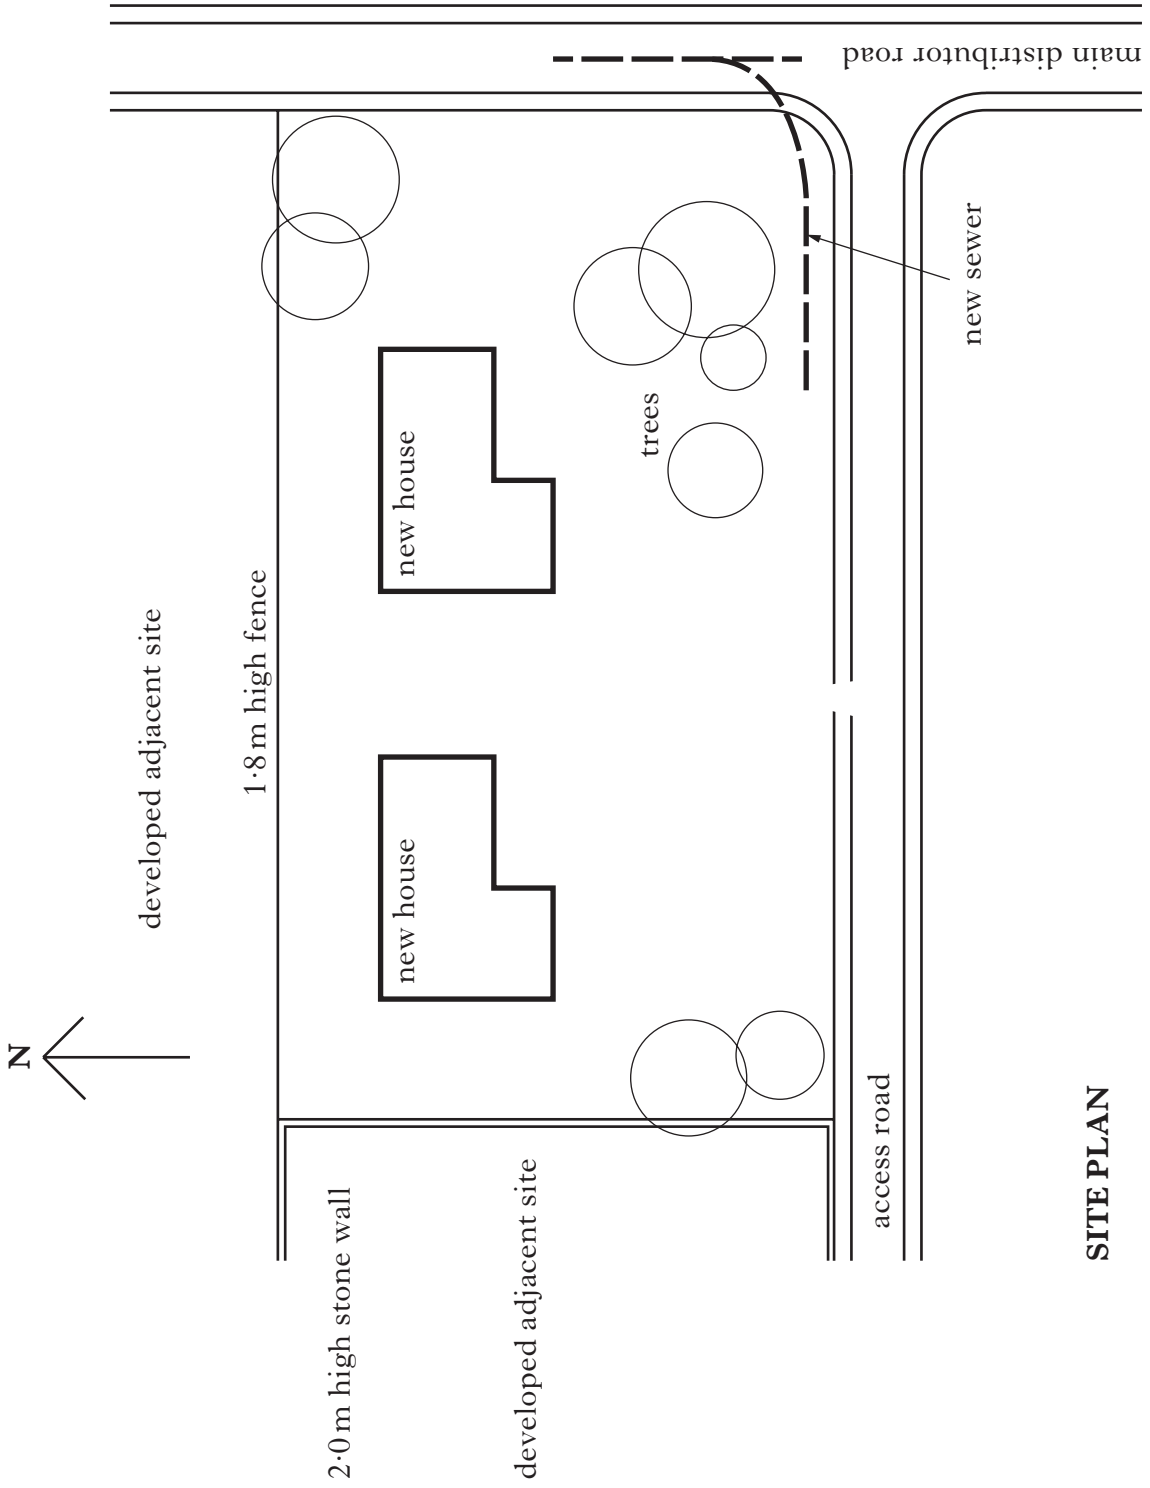 N
developed adjacent site
1·8 m high fence
main distributor road
new house
new house
trees
new sewer
2·0 m high stone wall
developed adjacent site
access road
SITE PLAN